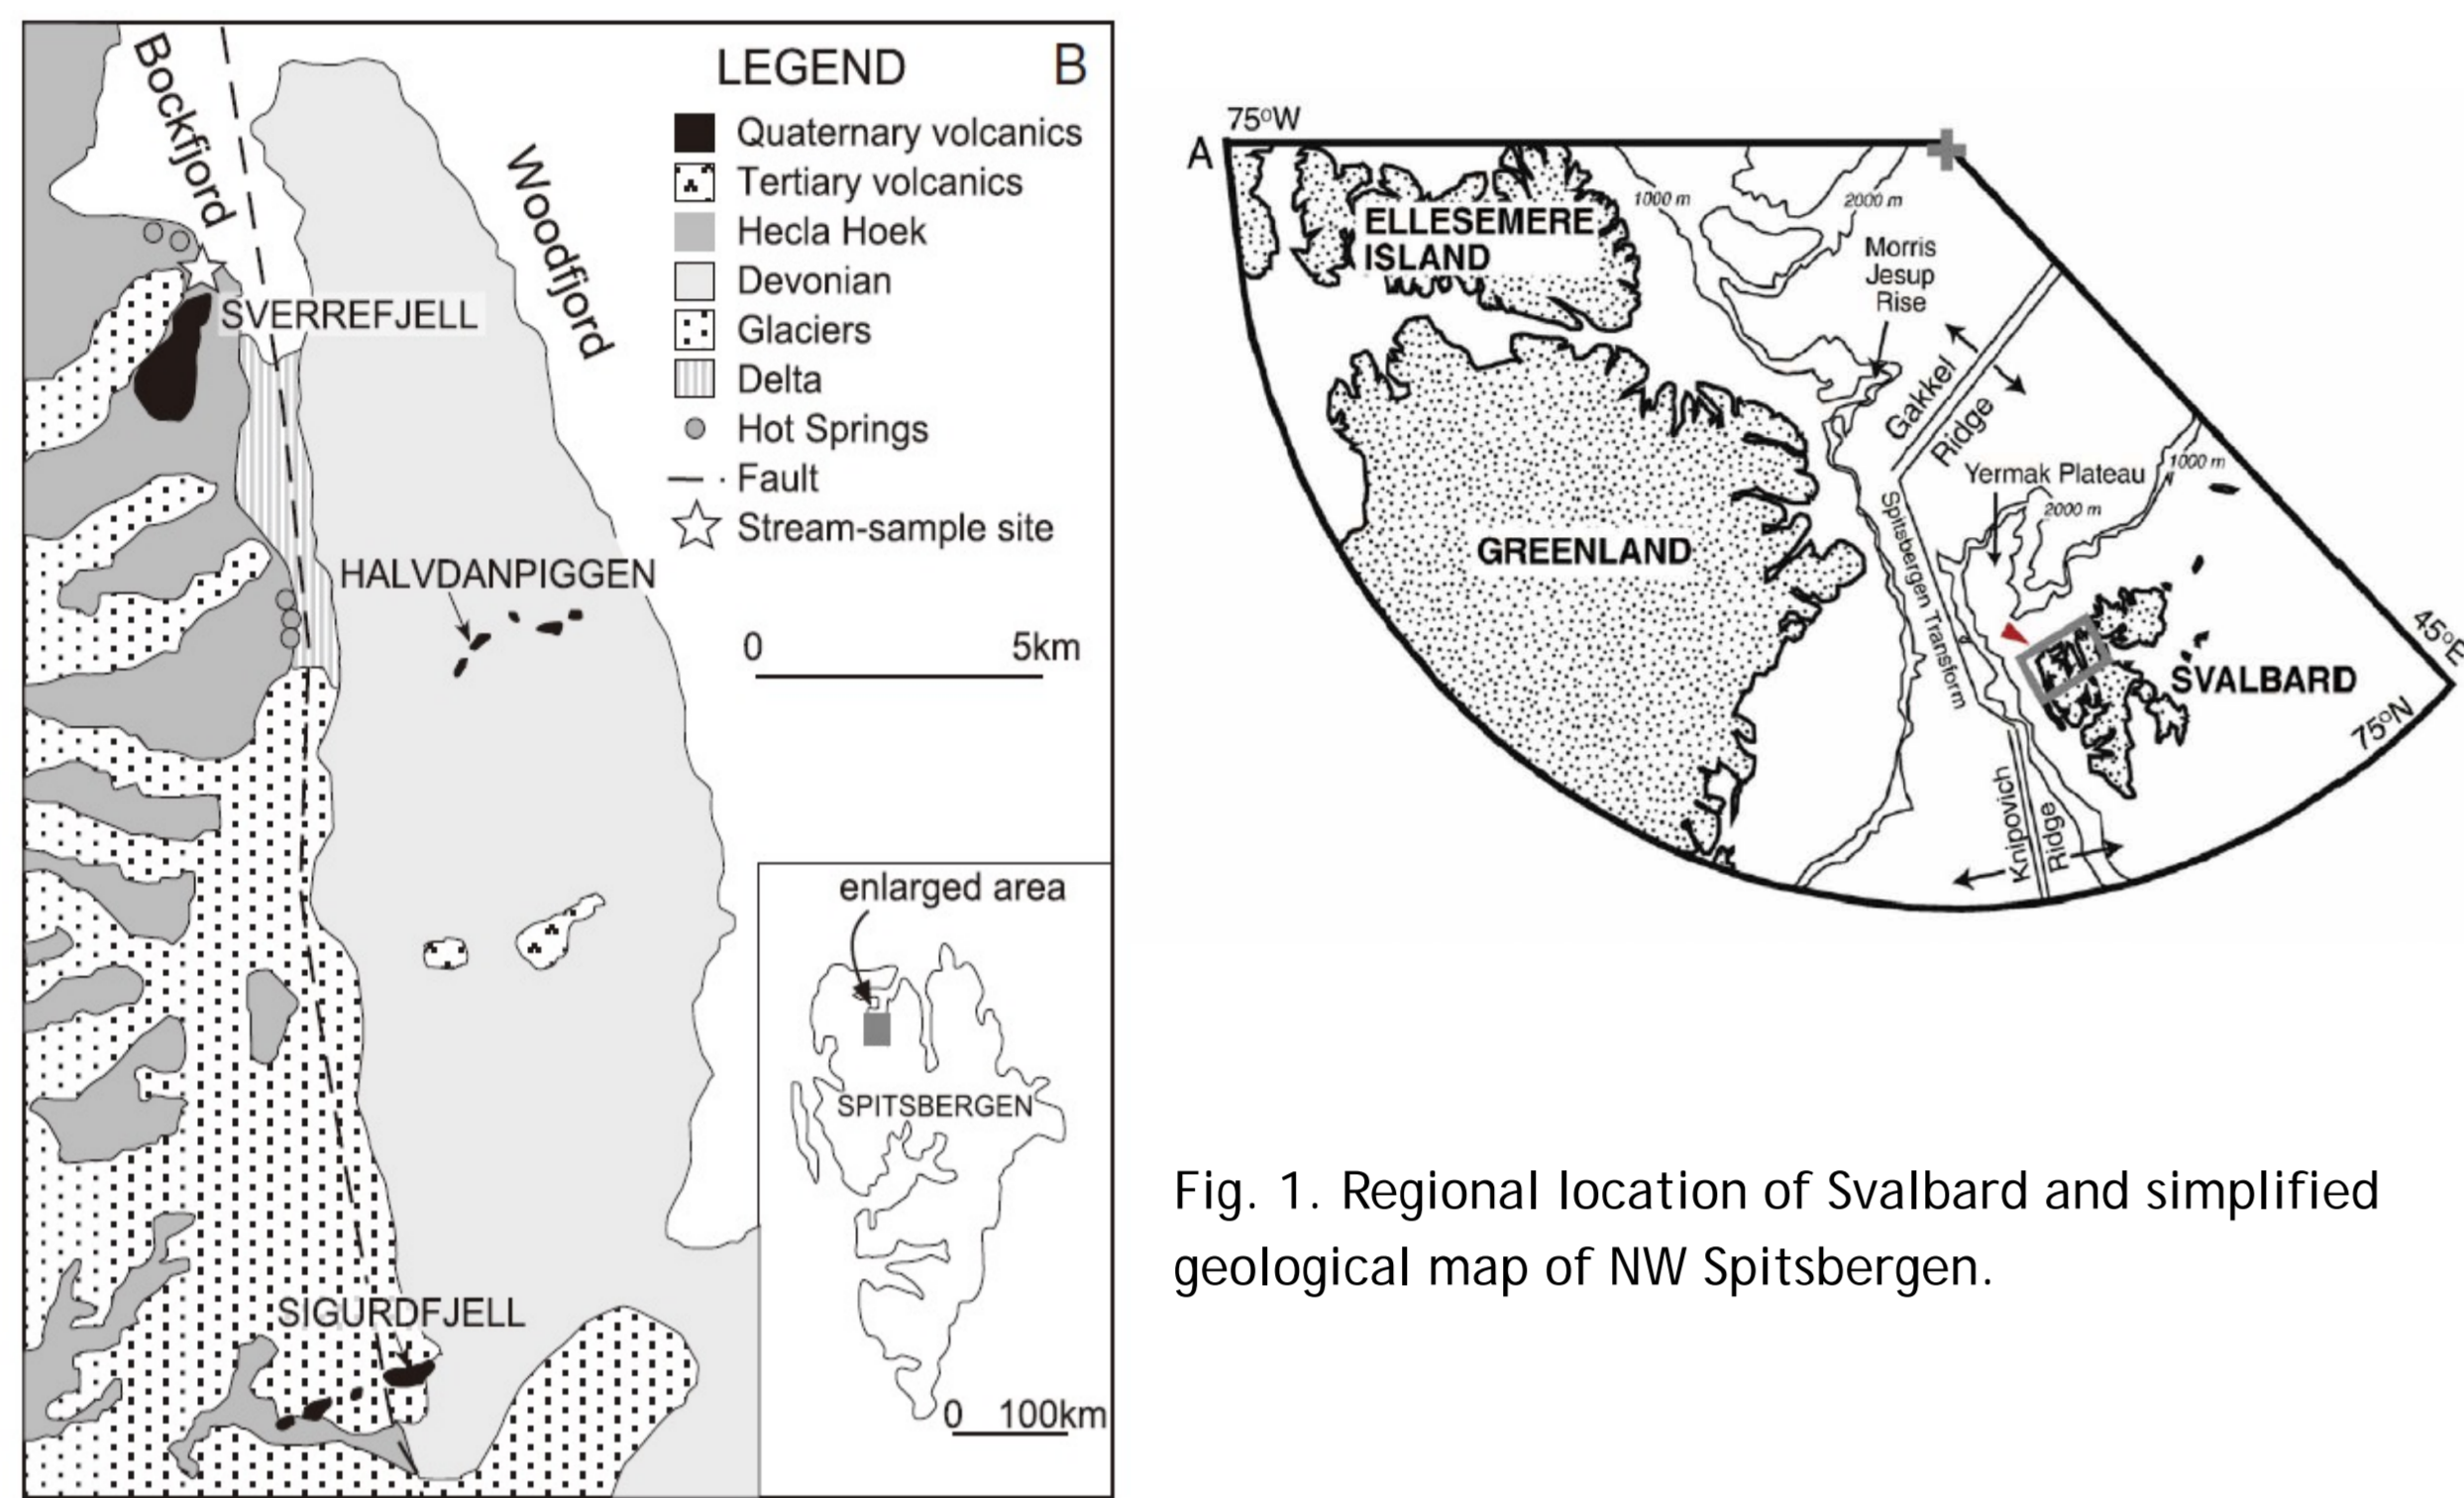 B
LEGEND
Quaternary volcanics
Tertiary volcanics
Hecla Hoek
Devonian
Glaciers
Delta
Hot Springs
Fault
Stream-sample site
0 5km
Bockfjord
Woodfjord
SVERREFJELL
HALVDANPIGGEN
SIGURDFJELL
enlarged area
SPITSBERGEN
0 100km
A
75ºW
ELLESEMERE
ISLAND
1000 m
2000 m
Morris
Jesup
Rise
Gakkel
Ridge
Yermak Plateau
1000 m
2000 m
GREENLAND
Spitsbergen Transform
SVALBARD
45ºE
75ºN
Knipovich
Ridge
Fig. 1. Regional location of Svalbard and simplified
geological map of NW Spitsbergen.